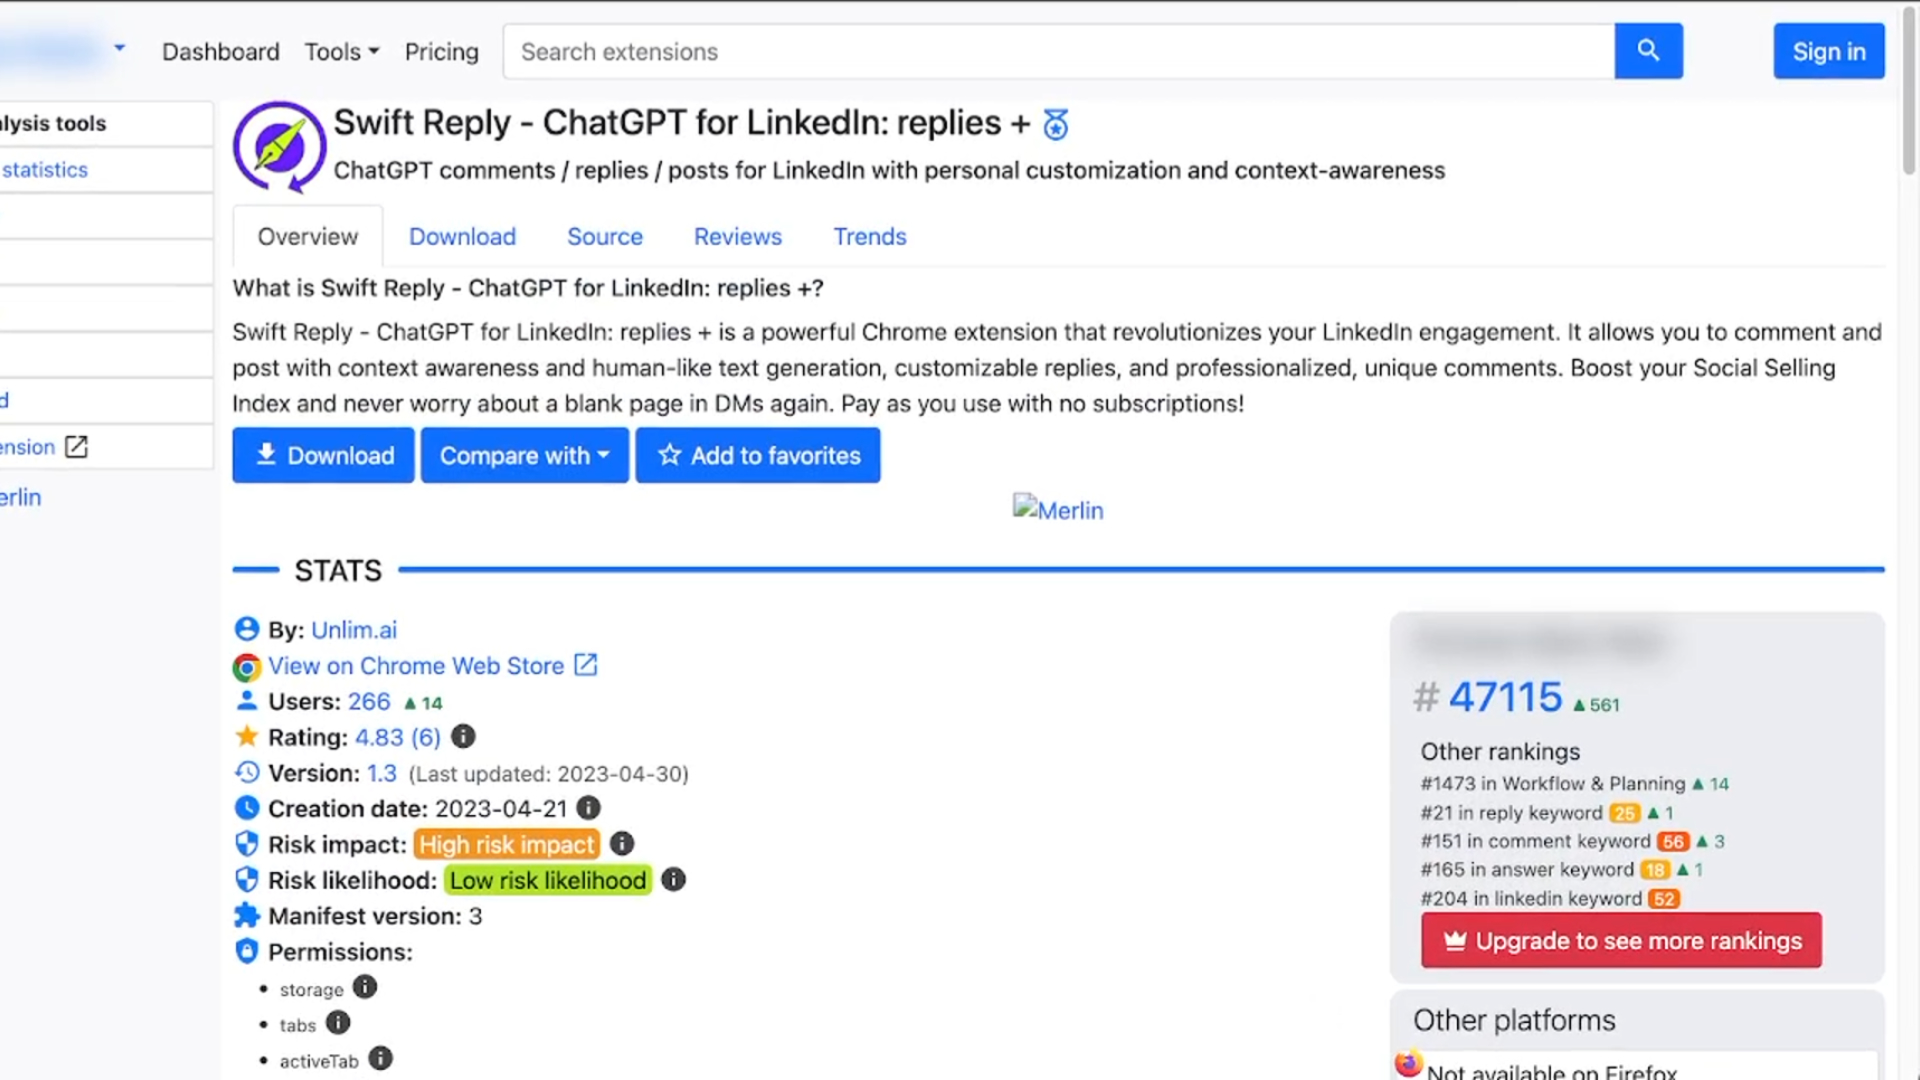 Dashboard Tools Pricing Search extensions Sign in
lysis tools
statistics
d
ension
erlin
Swift Reply - ChatGPT for LinkedIn: replies +
ChatGPT comments / replies / posts for LinkedIn with personal customization and context-awareness
Overview Download Source Reviews Trends
What is Swift Reply - ChatGPT for LinkedIn: replies +?
Swift Reply - ChatGPT for LinkedIn: replies + is a powerful Chrome extension that revolutionizes your LinkedIn engagement. It allows you to comment and
post with context awareness and human-like text generation, customizable replies, and professionalized, unique comments. Boost your Social Selling
Index and never worry about a blank page in DMs again. Pay as you use with no subscriptions!
Download Compare with Add to favorites
Merlin
STATS
By: Unlim.ai
View on Chrome Web Store
Users: 266 ▲14
Rating: 4.83 (6)
Version: 1.3 (Last updated: 2023-04-30)
Creation date: 2023-04-21
Risk impact: High risk impact
Risk likelihood: Low risk likelihood
Manifest version: 3
Permissions:
• storage
• tabs
• activeTab
# 47115 ▲561
Other rankings
#1473 in Workflow & Planning ▲ 14
#21 in reply keyword 25 ▲ 1
#151 in comment keyword 56 ▲ 3
#165 in answer keyword 18 ▲ 1
#204 in linkedin keyword 52
Upgrade to see more rankings
Other platforms
Not available on Firefox